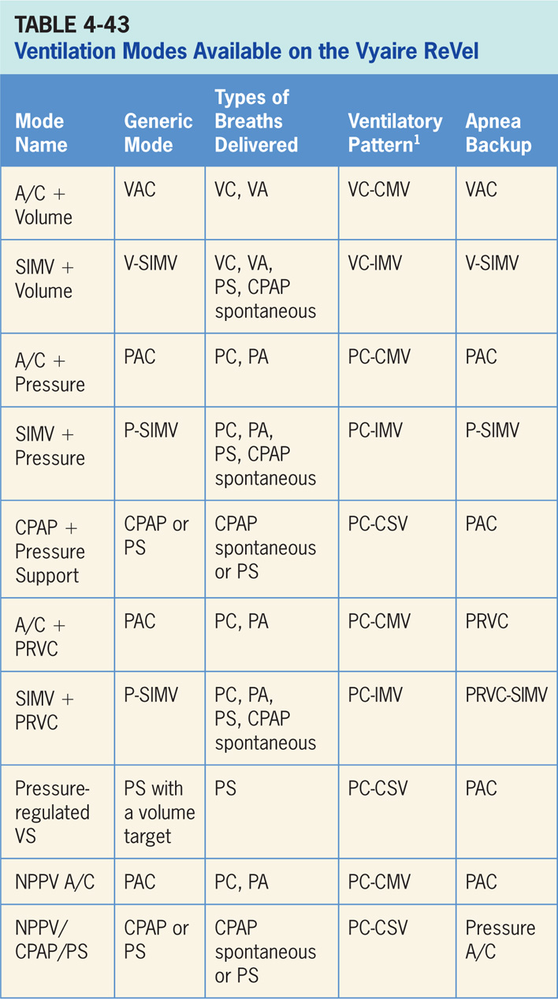 TABLE 4-43
Ventilation Modes Available on the Vyaire ReVel
Mode Name | Generic Mode | Types of Breaths Delivered | Ventilatory Pattern1 | Apnea Backup
A/C + Volume | VAC | VC, VA | VC-CMV | VAC
SIMV + Volume | V-SIMV | VC, VA, PS, CPAP spontaneous | VC-IMV | V-SIMV
A/C + Pressure | PAC | PC, PA | PC-CMV | PAC
SIMV + Pressure | P-SIMV | PC, PA, PS, CPAP spontaneous | PC-IMV | P-SIMV
CPAP + Pressure Support | CPAP or PS | CPAP spontaneous or PS | PC-CSV | PAC
A/C + PRVC | PAC | PC, PA | PC-CMV | PRVC
SIMV + PRVC | P-SIMV | PC, PA, PS, CPAP spontaneous | PC-IMV | PRVC-SIMV
Pressure-regulated VS | PS with a volume target | PS | PC-CSV | PAC
NPPV A/C | PAC | PC, PA | PC-CMV | PAC
NPPV/CPAP/PS | CPAP or PS | CPAP spontaneous or PS | PC-CSV | Pressure A/C